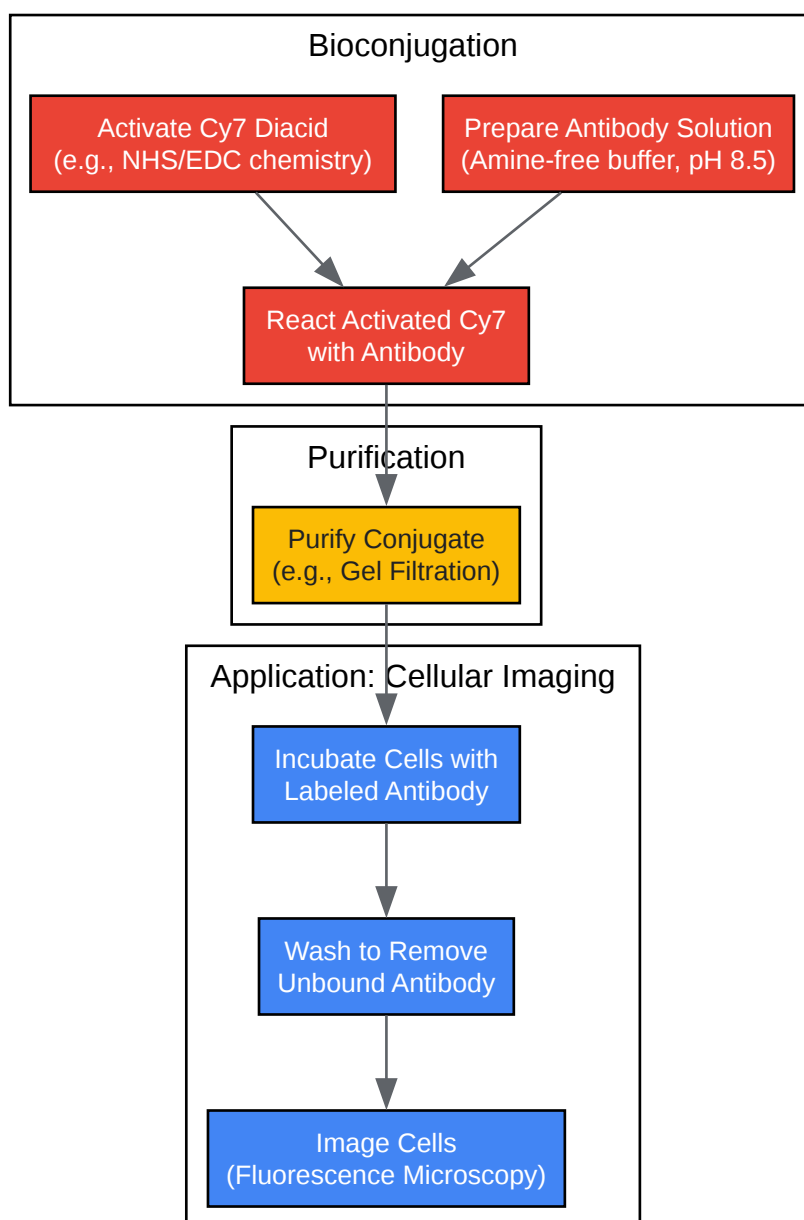 Bioconjugation
Activate Cy7 Diacid
(e.g., NHS/EDC chemistry)
Prepare Antibody Solution
(Amine-free buffer, pH 8.5)
React Activated Cy7
with Antibody
Purification
Purify Conjugate
(e.g., Gel Filtration)
Application: Cellular Imaging
Incubate Cells with
Labeled Antibody
Wash to Remove
Unbound Antibody
Image Cells
(Fluorescence Microscopy)